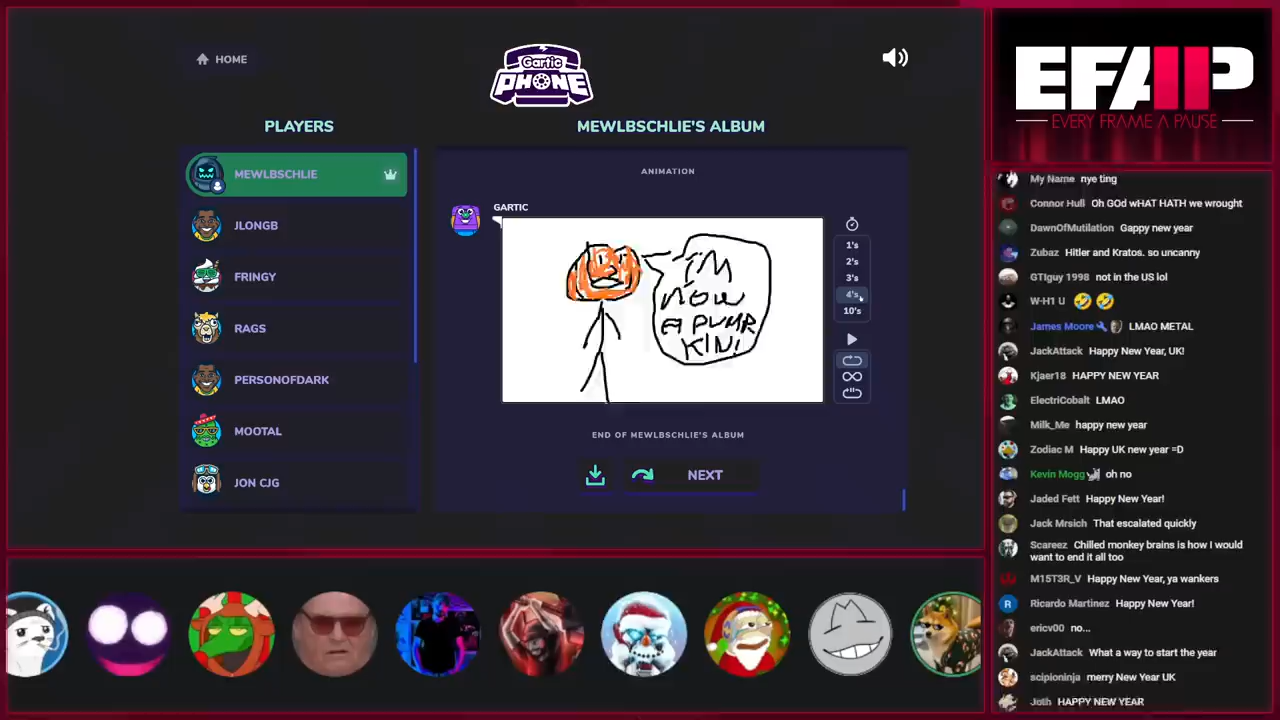 HOME
Gartic
PHONE
PLAYERS
MEWLBSCHLIE
JLONGB
FRINGY
RAGS
PERSONOFDARK
MOOTAL
JON CJG
MEWLBSCHLIE'S ALBUM
ANIMATION
GARTIC
I'M
NOW
A PUMP
KIN!
1's
2's
3's
4's
10's
END OF MEWLBSCHLIE'S ALBUM
NEXT
EFAP
EVERY FRAME A PAUSE
My Name nye ting
Connor Hull Oh GOd wHAT HATH we wrought
DawnOfMutilation Gappy new year
Zubaz Hitler and Kratos. so uncanny
GTIguy 1998 not in the US lol
W-H1 U 🤣 🤣
James Moore LMAO METAL
JackAttack Happy New Year, UK!
Kjaer18 HAPPY NEW YEAR
ElectriCobalt LMAO
Milk_Me happy new year
Zodiac M Happy UK new year =D
Kevin Mogg oh no
Jaded Fett Happy New Year!
Jack Mrsich That escalated quickly
Scareez Chilled monkey brains is how I would
want to end it all too
M15T3R_V Happy New Year, ya wankers
R
Ricardo Martinez Happy New Year!
ericv00 no...
JackAttack What a way to start the year
scipioninja merry New Year UK
Joth HAPPY NEW YEAR